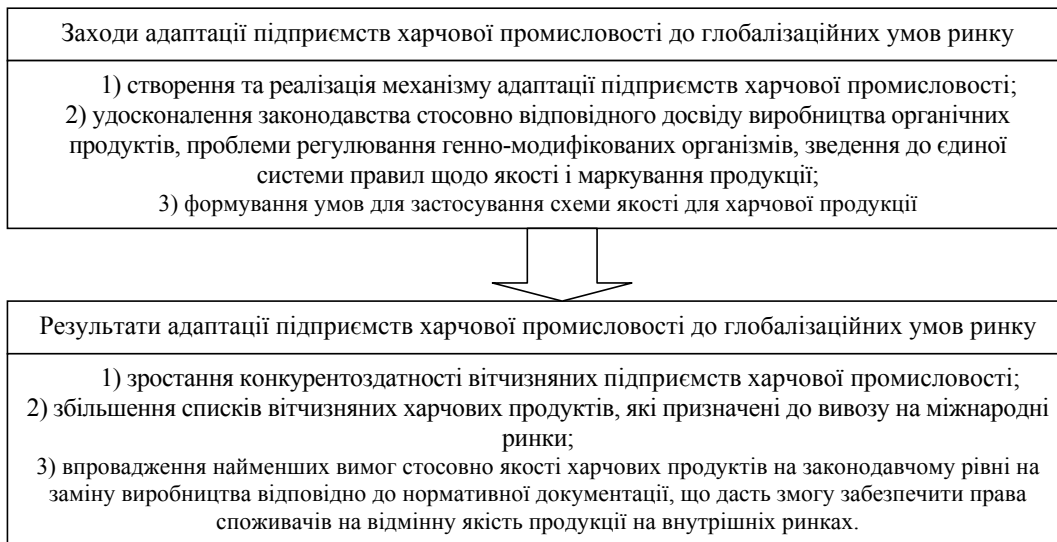 Заходи адаптації підприємств харчової промисловості до глобалізаційних умов ринку
1) створення та реалізація механізму адаптації підприємств харчової промисловості;
2) удосконалення законодавства стосовно відповідного досвіду виробництва органічних
продуктів, проблеми регулювання генно-модифікованих організмів, зведення до єдиної
системи правил щодо якості і маркування продукції;
3) формування умов для застосування схеми якості для харчової продукції
Результати адаптації підприємств харчової промисловості до глобалізаційних умов ринку
1) зростання конкурентоздатності вітчизняних підприємств харчової промисловості;
2) збільшення списків вітчизняних харчових продуктів, які призначені до вивозу на міжнародні
ринки;
3) впровадження найменших вимог стосовно якості харчових продуктів на законодавчому рівні на
заміну виробництва відповідно до нормативної документації, що дасть змогу забезпечити права
споживачів на відмінну якість продукції на внутрішніх ринках.